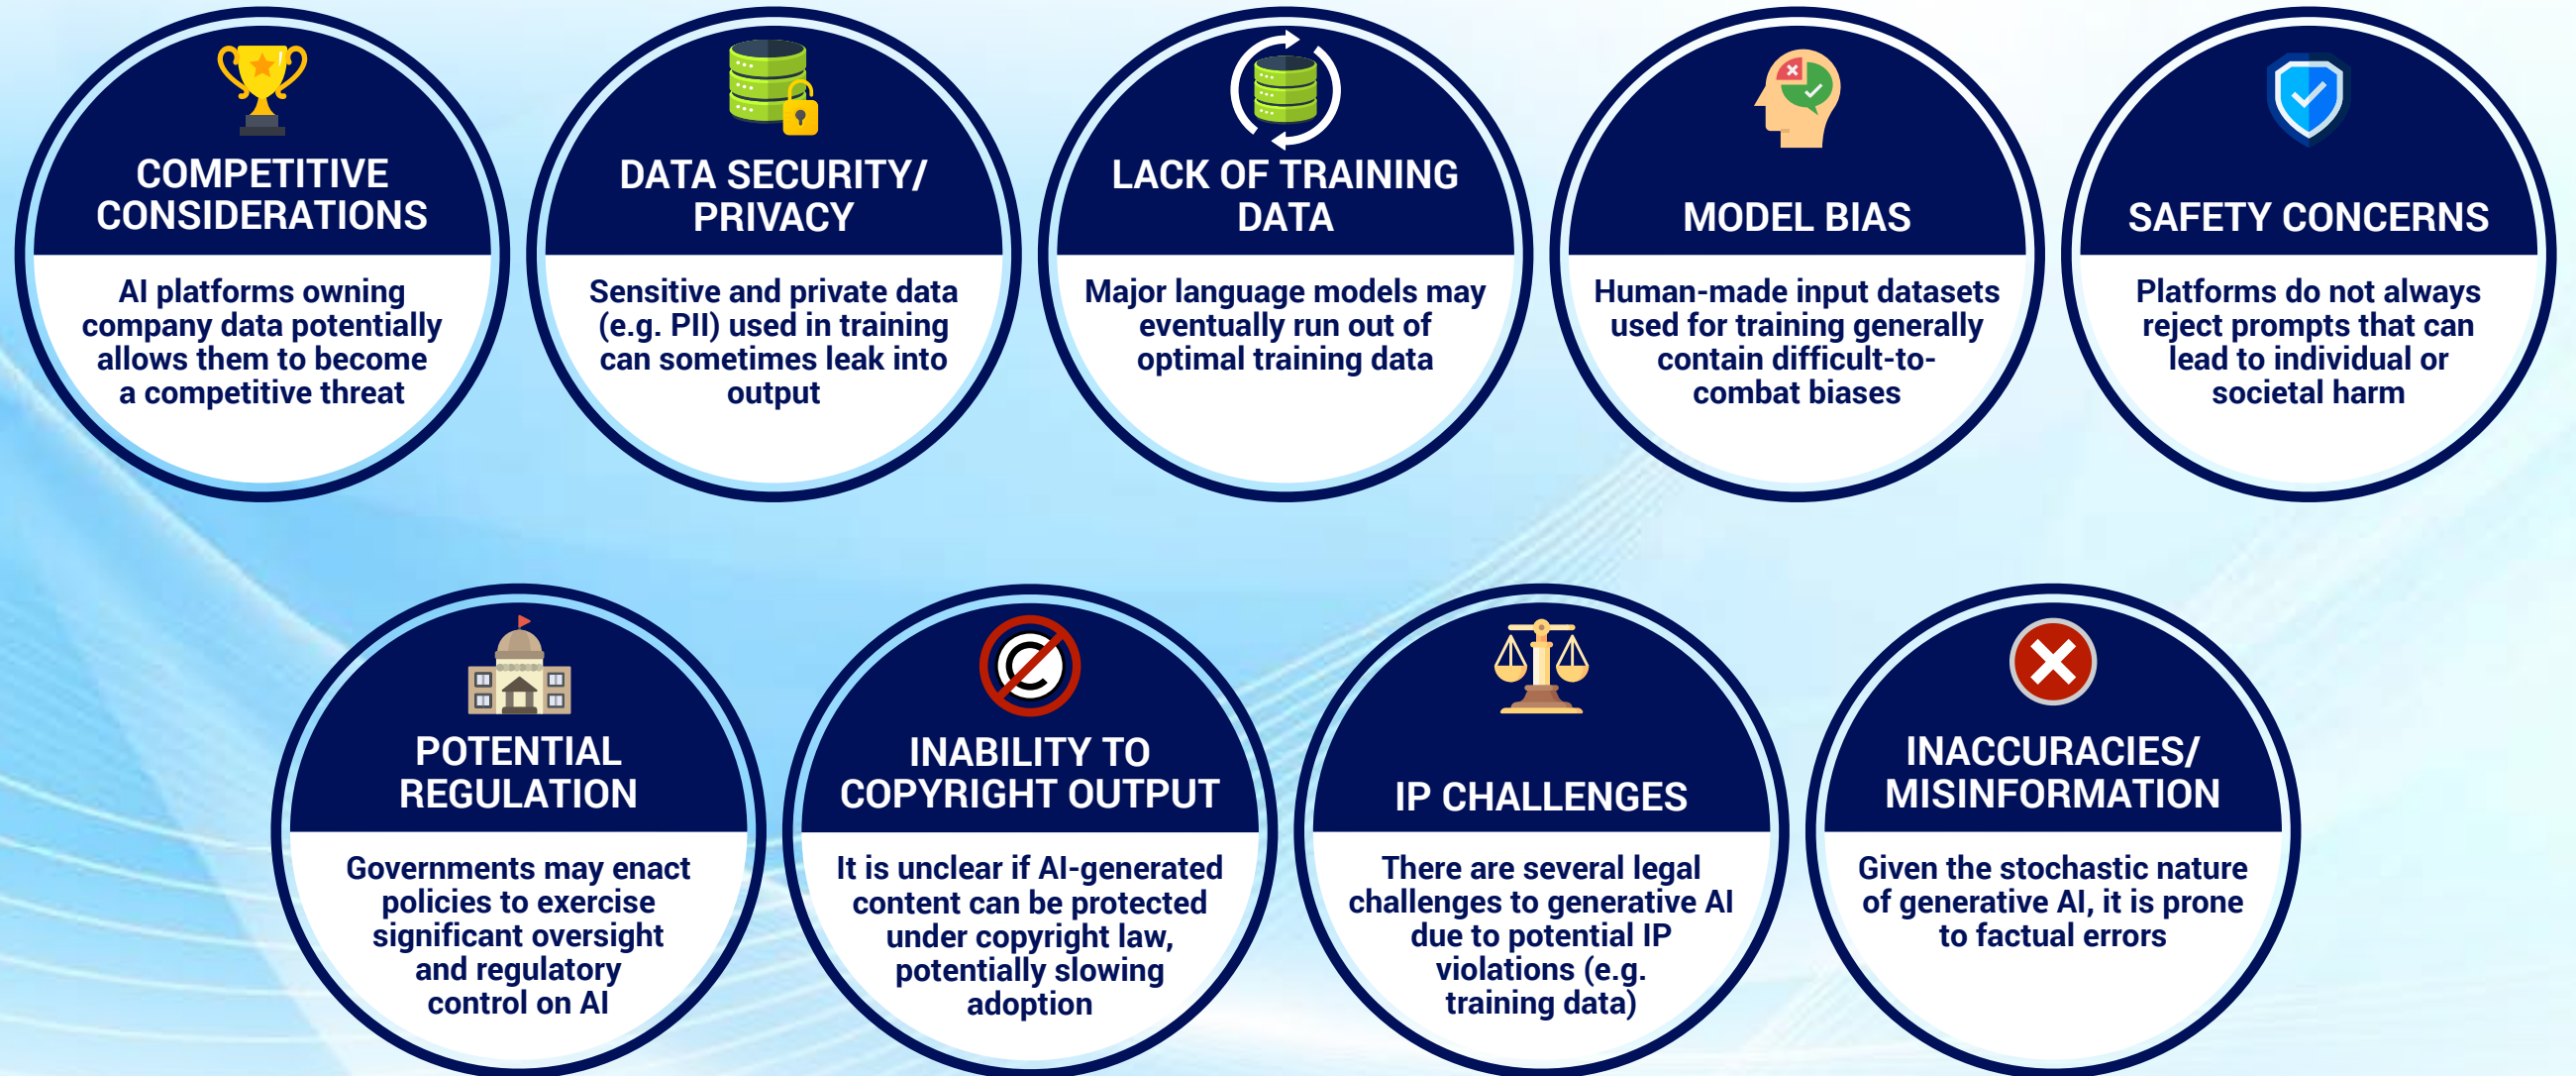 COMPETITIVE
CONSIDERATIONS
AI platforms owning
company data potentially
allows them to become
a competitive threat
DATA SECURITY/
PRIVACY
Sensitive and private data
(e.g. PII) used in training
can sometimes leak into
output
LACK OF TRAINING
DATA
Major language models may
eventually run out of
optimal training data
MODEL BIAS
Human-made input datasets
used for training generally
contain difficult-to-
combat biases
SAFETY CONCERNS
Platforms do not always
reject prompts that can
lead to individual or
societal harm
POTENTIAL
REGULATION
Governments may enact
policies to exercise
significant oversight
and regulatory
control on AI
INABILITY TO
COPYRIGHT OUTPUT
It is unclear if AI-generated
content can be protected
under copyright law,
potentially slowing
adoption
IP CHALLENGES
There are several legal
challenges to generative AI
due to potential IP
violations (e.g.
training data)
INACCURACIES/
MISINFORMATION
Given the stochastic nature
of generative AI, it is prone
to factual errors